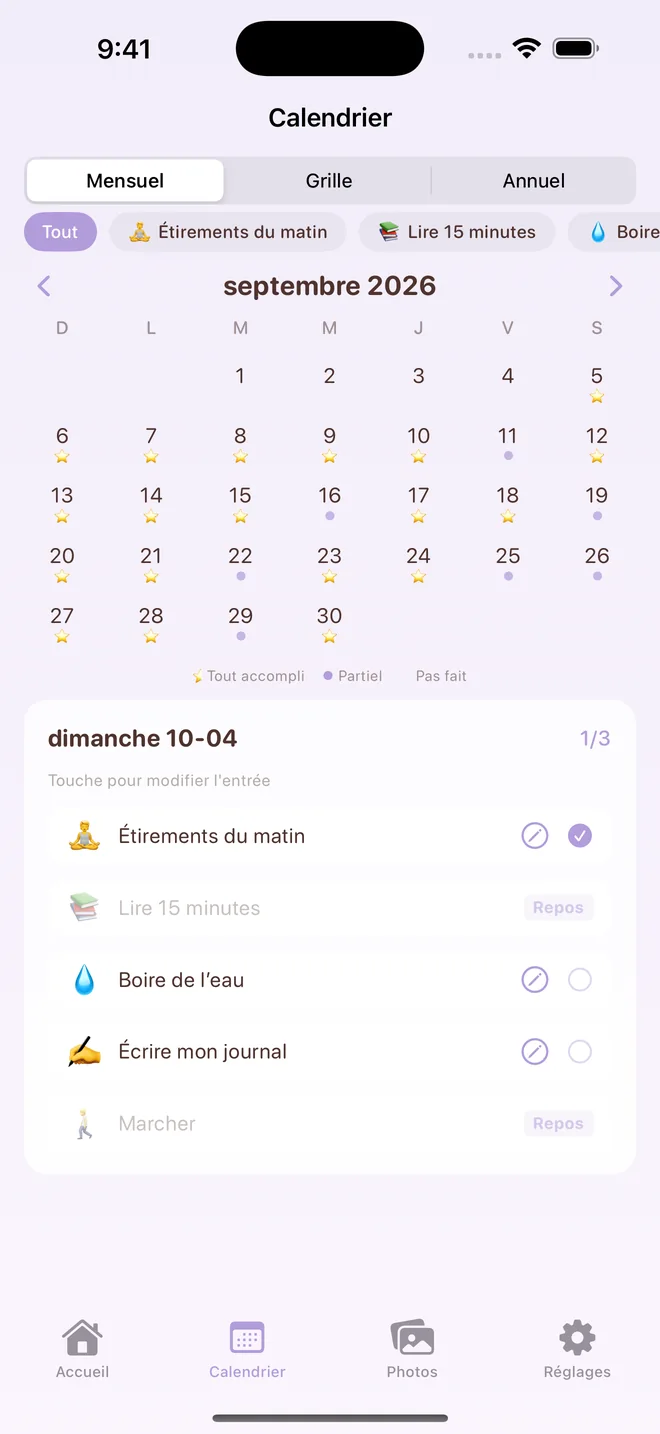 9:41
Calendrier
Mensuel Grille Annuel
Tout Étirements du matin Lire 15 minutes Boire
septembre 2026
D L M M J V S
1 2 3 4 5
6 7 8 9 10 11 12
13 14 15 16 17 18 19
20 21 22 23 24 25 26
27 28 29 30
Tout accompli Partiel Pas fait
dimanche 10-04 1/3
Touche pour modifier l'entrée
Étirements du matin
Lire 15 minutes Repos
Boire de l’eau
Écrire mon journal
Marcher Repos
Accueil Calendrier Photos Réglages